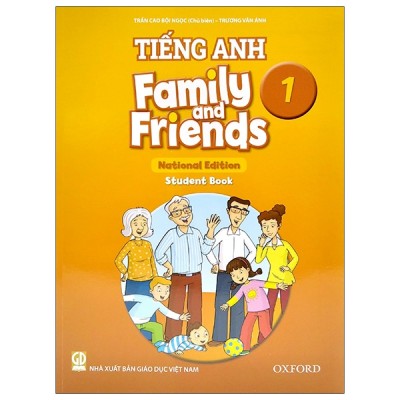 TRẦN CAO BỘI NGỌC (Chủ biên) - TRƯƠNG VĂN ÁNH
TIẾNG ANH
Family and Friends 1
National Edition
Student Book
GD
NHÀ XUẤT BẢN GIÁO DỤC VIỆT NAM
OXFORD